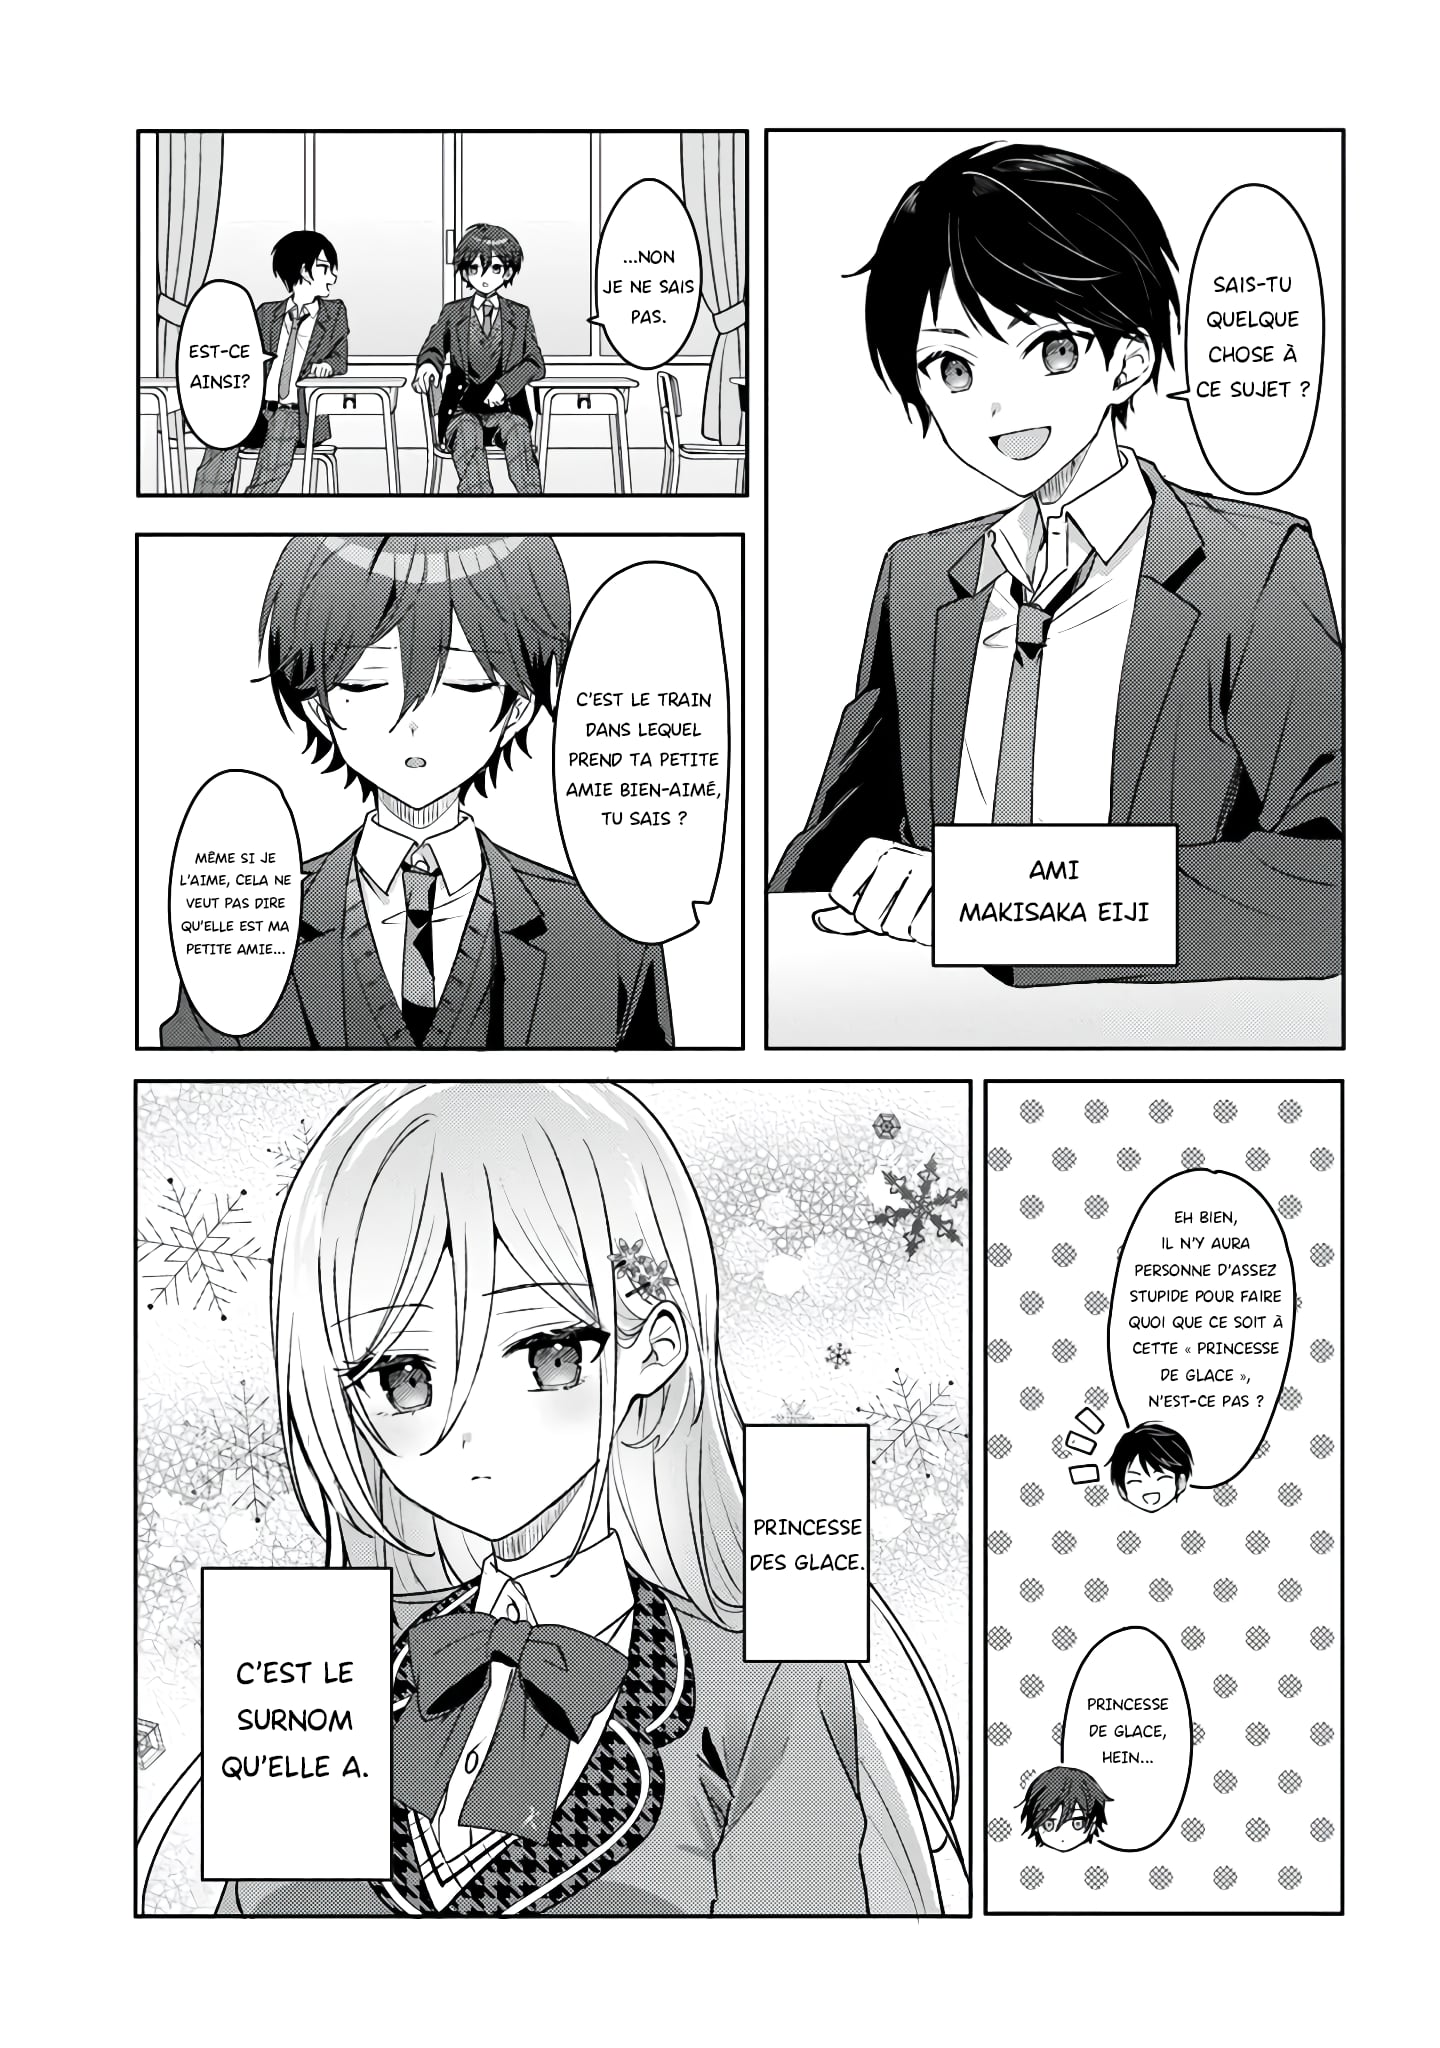 SAIS-TU
QUELQUE
CHOSE À
CE SUJET ?
AMI
MAKISAKA EIJI
...NON
JE NE SAIS
PAS.
EST-CE
AINSI?
C'EST LE TRAIN
DANS LEQUEL
PREND TA PETITE
AMIE BIEN-AIMÉ,
TU SAIS ?
MÊME SI JE
L'AIME, CELA NE
VEUT PAS DIRE
QU'ELLE EST MA
PETITE AMIE...
EH BIEN,
IL N'Y AURA
PERSONNE D'ASSEZ
STUPIDE POUR FAIRE
QUOI QUE CE SOIT À
CETTE « PRINCESSE
DE GLACE »,
N'EST-CE PAS ?
PRINCESSE
DE GLACE,
HEIN...
PRINCESSE
DES GLACE.
C'EST LE
SURNOM
QU'ELLE A.